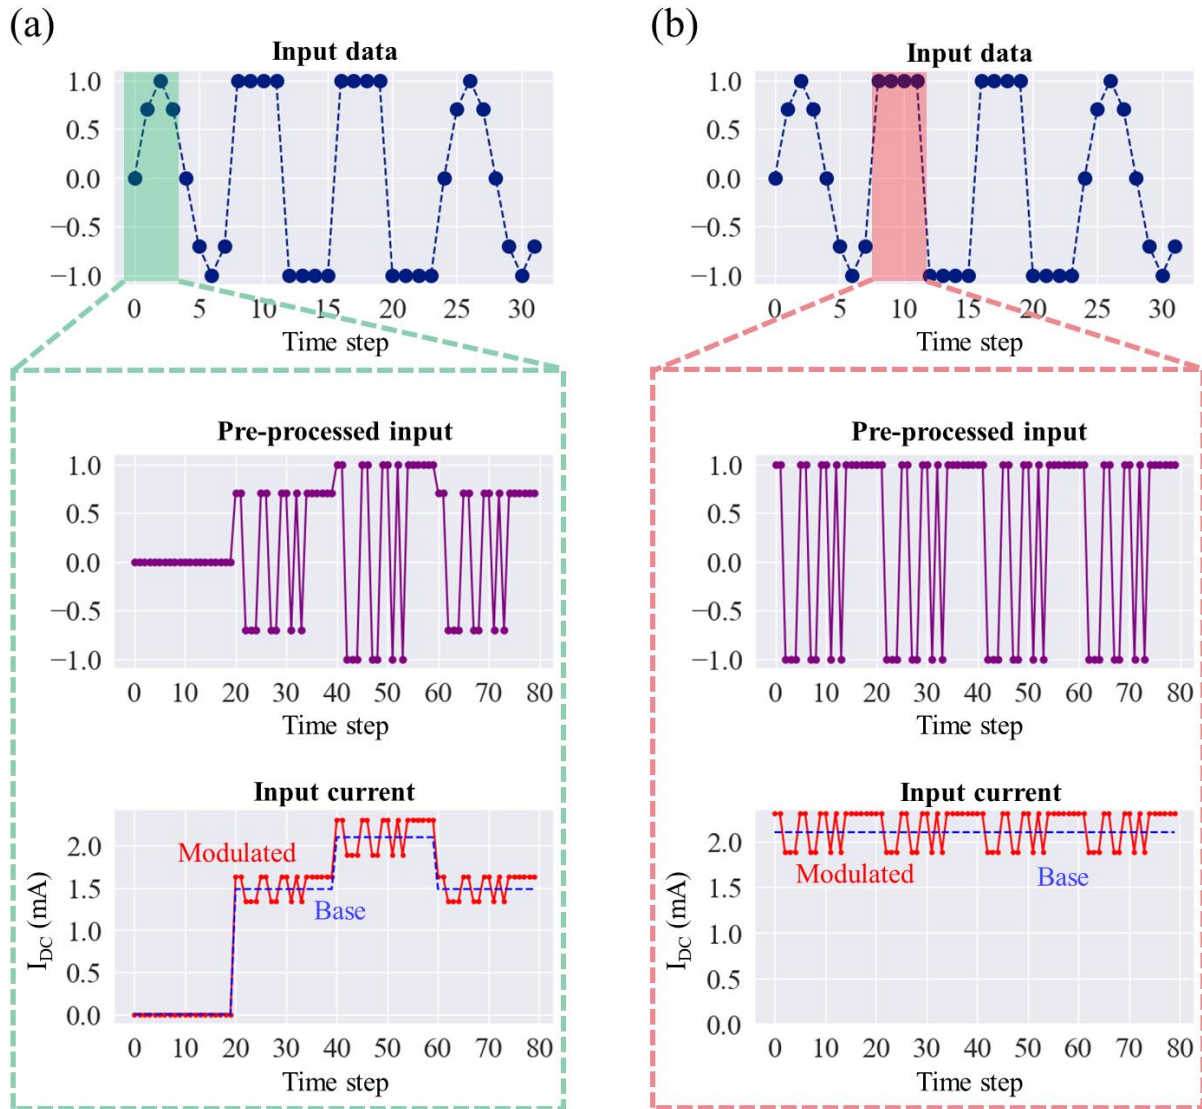 (a)
Input data
1.0
0.5
0.0
−0.5
−1.0
0 5 10 15 20 25 30
Time step
Pre-processed input
1.0
0.5
0.0
−0.5
−1.0
0 10 20 30 40 50 60 70 80
Time step
Input current
2.0
1.5
1.0
0.5
0.0
I_DC (mA)
Modulated
Base
0 10 20 30 40 50 60 70 80
Time step
(b)
Input data
1.0
0.5
0.0
−0.5
−1.0
0 5 10 15 20 25 30
Time step
Pre-processed input
1.0
0.5
0.0
−0.5
−1.0
0 10 20 30 40 50 60 70 80
Time step
Input current
2.0
1.5
1.0
0.5
0.0
I_DC (mA)
Modulated
Base
0 10 20 30 40 50 60 70 80
Time step